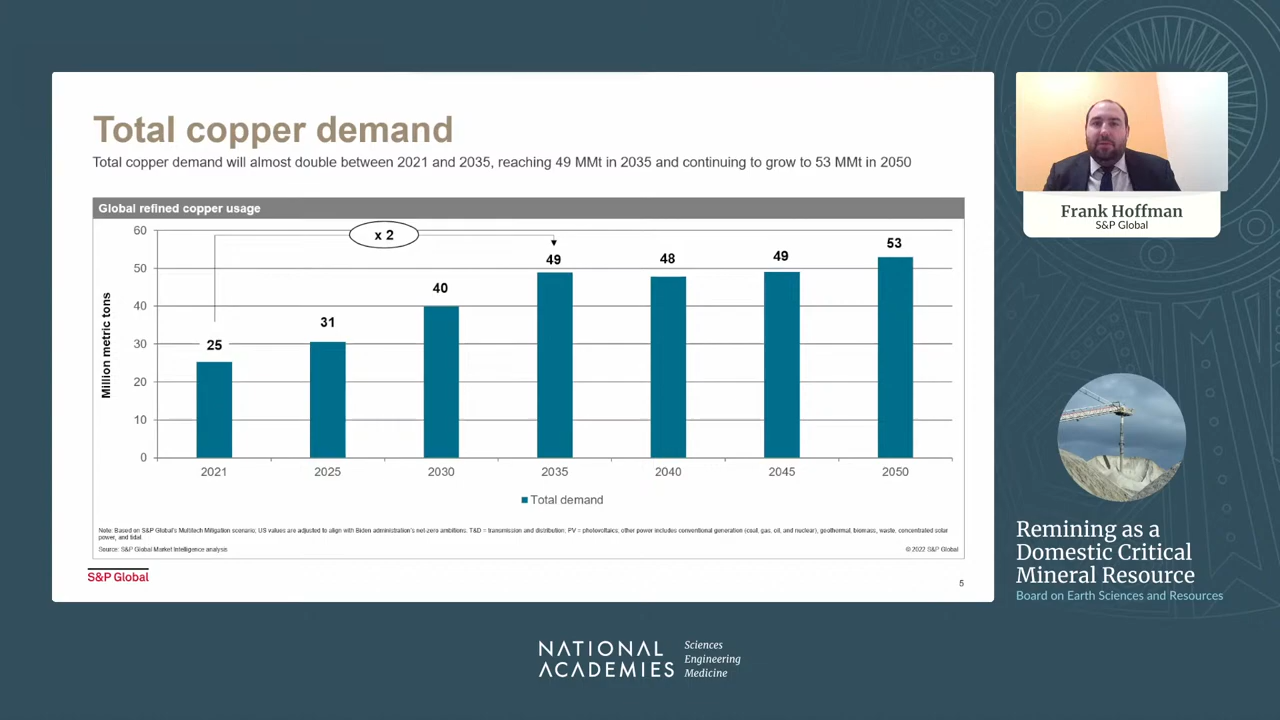 Total copper demand
Total copper demand will almost double between 2021 and 2035, reaching 49 MMt in 2035 and continuing to grow to 53 MMt in 2050
Global refined copper usage
Million metric tons
60
50
40
30
20
10
0
x 2
25
31
40
49
48
49
53
2021
2025
2030
2035
2040
2045
2050
Total demand
Note: Based on S&P Global's Multitech Mitigation scenario; US values are adjusted to align with Biden administration's net-zero ambitions. T&D = transmission and distribution; PV = photovoltaics; other power includes conventional generation (coal, gas, oil, and nuclear), geothermal, biomass, waste, concentrated solar
power, and tidal.
Source: S&P Global Market Intelligence analysis
© 2022 S&P Global
S&P Global
5
Frank Hoffman
S&P Global
Remining as a
Domestic Critical
Mineral Resource
Board on Earth Sciences and Resources
NATIONAL
ACADEMIES
Sciences
Engineering
Medicine